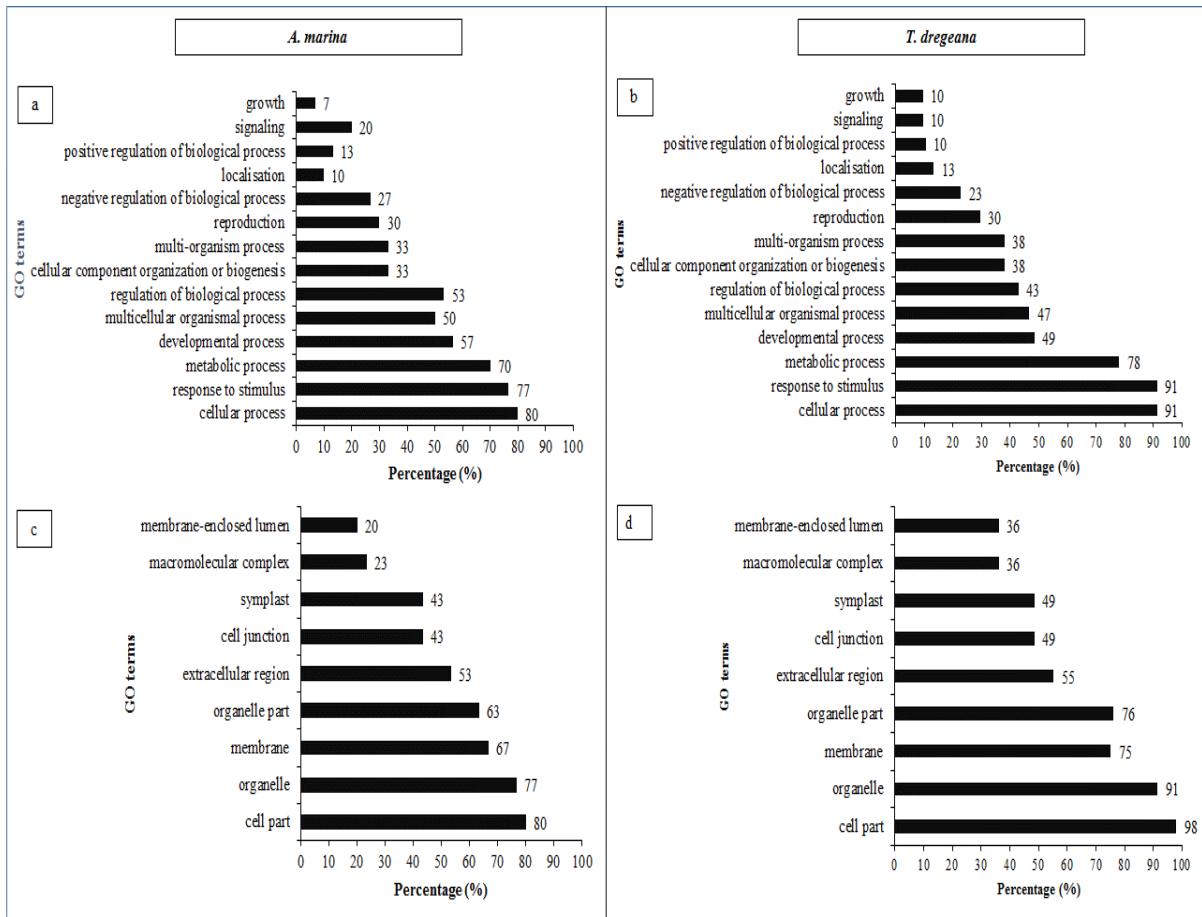 A. marina
T. dregeana
a
GO terms
growth 7
signaling 20
positive regulation of biological process 13
localisation 10
negative regulation of biological process 27
reproduction 30
multi-organism process 33
cellular component organization or biogenesis 33
regulation of biological process 53
multicellular organismal process 50
developmental process 57
metabolic process 70
response to stimulus 77
cellular process 80
0 10 20 30 40 50 60 70 80 90 100
Percentage (%)
b
GO terms
growth 10
signaling 10
positive regulation of biological process 10
localisation 13
negative regulation of biological process 23
reproduction 30
multi-organism process 38
cellular component organization or biogenesis 38
regulation of biological process 43
multicellular organismal process 47
developmental process 49
metabolic process 78
response to stimulus 91
cellular process 91
0 10 20 30 40 50 60 70 80 90 100
Percentage (%)
c
GO terms
membrane-enclosed lumen 20
macromolecular complex 23
symplast 43
cell junction 43
extracellular region 53
organelle part 63
membrane 67
organelle 77
cell part 80
0 10 20 30 40 50 60 70 80 90 100
Percentage (%)
d
GO terms
membrane-enclosed lumen 36
macromolecular complex 36
symplast 49
cell junction 49
extracellular region 55
organelle part 76
membrane 75
organelle 91
cell part 98
0 10 20 30 40 50 60 70 80 90 100
Percentage (%)